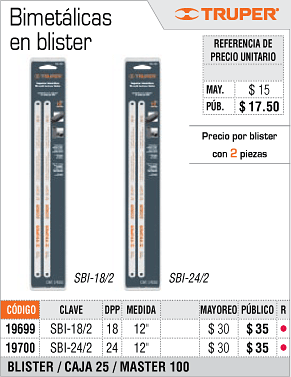 Bimetálicas
en blister
TRUPER®
REFERENCIA DE
PRECIO UNITARIO
MAY. $ 15
PÚB. $ 17.50
Precio por blister
con 2 piezas
TRUPER
TRUPER
SBI-18/2
SBI-24/2
CÓDIGO CLAVE DPP MEDIDA MAYOREO PÚBLICO R
19699 SBI-18/2 18 12" $ 30 $ 35
19700 SBI-24/2 24 12" $ 30 $ 35
BLISTER / CAJA 25 / MASTER 100